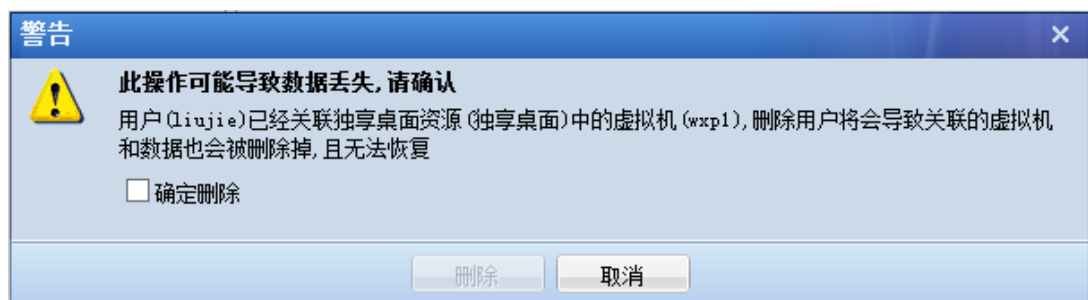 警告
此操作可能导致数据丢失,请确认
用户(liujie)已经关联独享桌面资源(独享桌面)中的虚拟机(wxp1),删除用户将会导致关联的虚拟机
和数据也会被删除掉,且无法恢复
确定删除
删除
取消